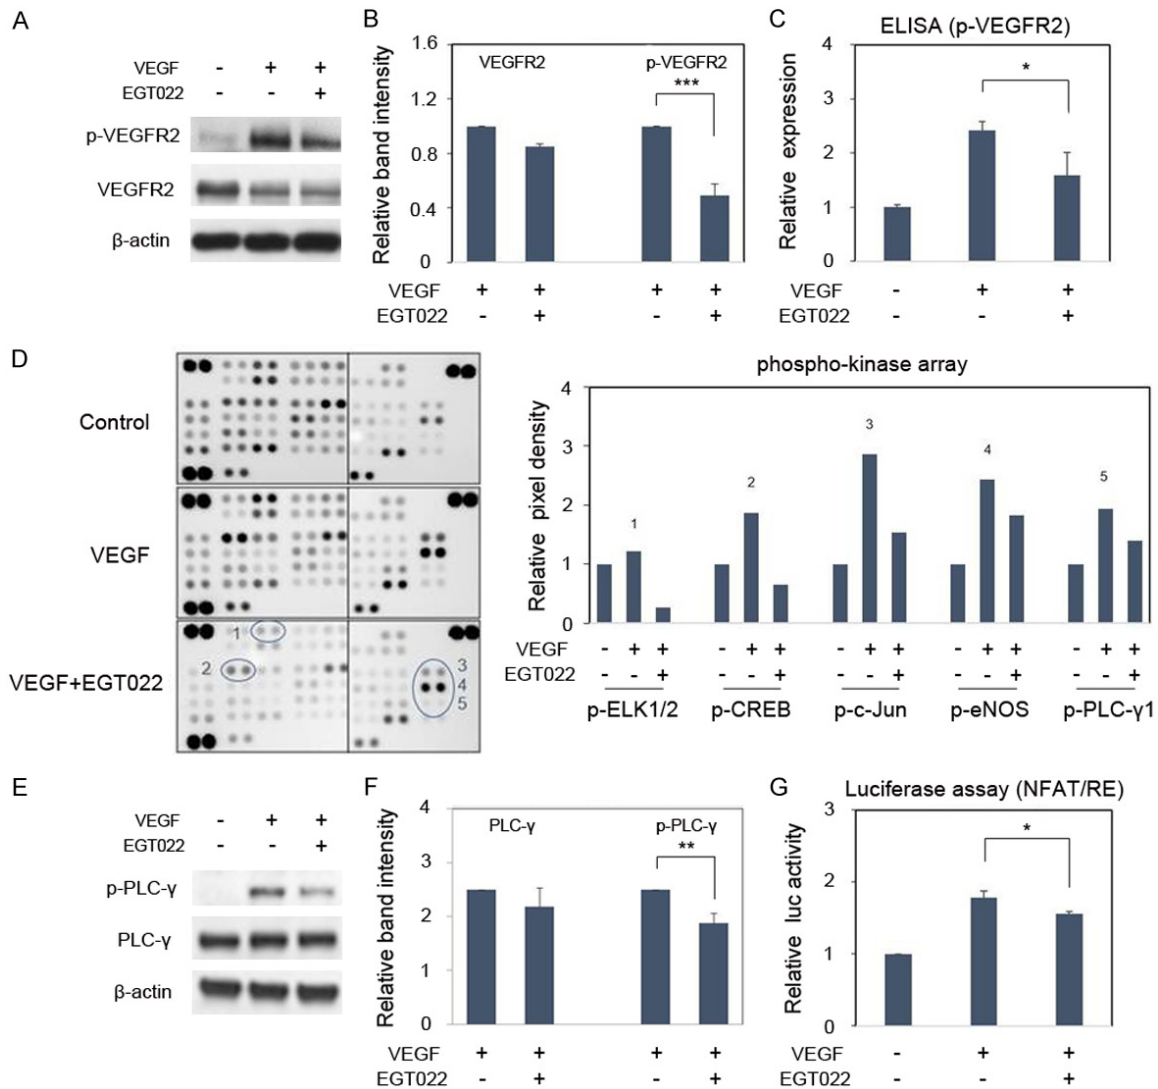 A
VEGF - + +
EGT022 - - +
p-VEGFR2
VEGFR2
β-actin
B
Relative band intensity
1.6
1.2
0.8
0.4
0
VEGFR2
p-VEGFR2
***
VEGF + + + +
EGT022 - + - +
C
ELISA (p-VEGFR2)
Relative expression
4
3
2
1
0
*
VEGF - + +
EGT022 - - +
D
Control
VEGF
VEGF+EGT022
1
2
3
4
5
phospho-kinase array
Relative pixel density
4
3
2
1
0
1
2
3
4
5
VEGF - + + - + + - + + - + + - + +
EGT022 - - + - - + - - + - - + - - +
p-ELK1/2 p-CREB p-c-Jun p-eNOS p-PLC-γ1
E
VEGF - + +
EGT022 - - +
p-PLC-γ
PLC-γ
β-actin
F
Relative band intensity
4
3
2
1
0
PLC-γ
p-PLC-γ
**
VEGF + + + +
EGT022 - + - +
G
Luciferase assay (NFAT/RE)
Relative luc activity
3
2
1
0
*
VEGF - + +
EGT022 - - +